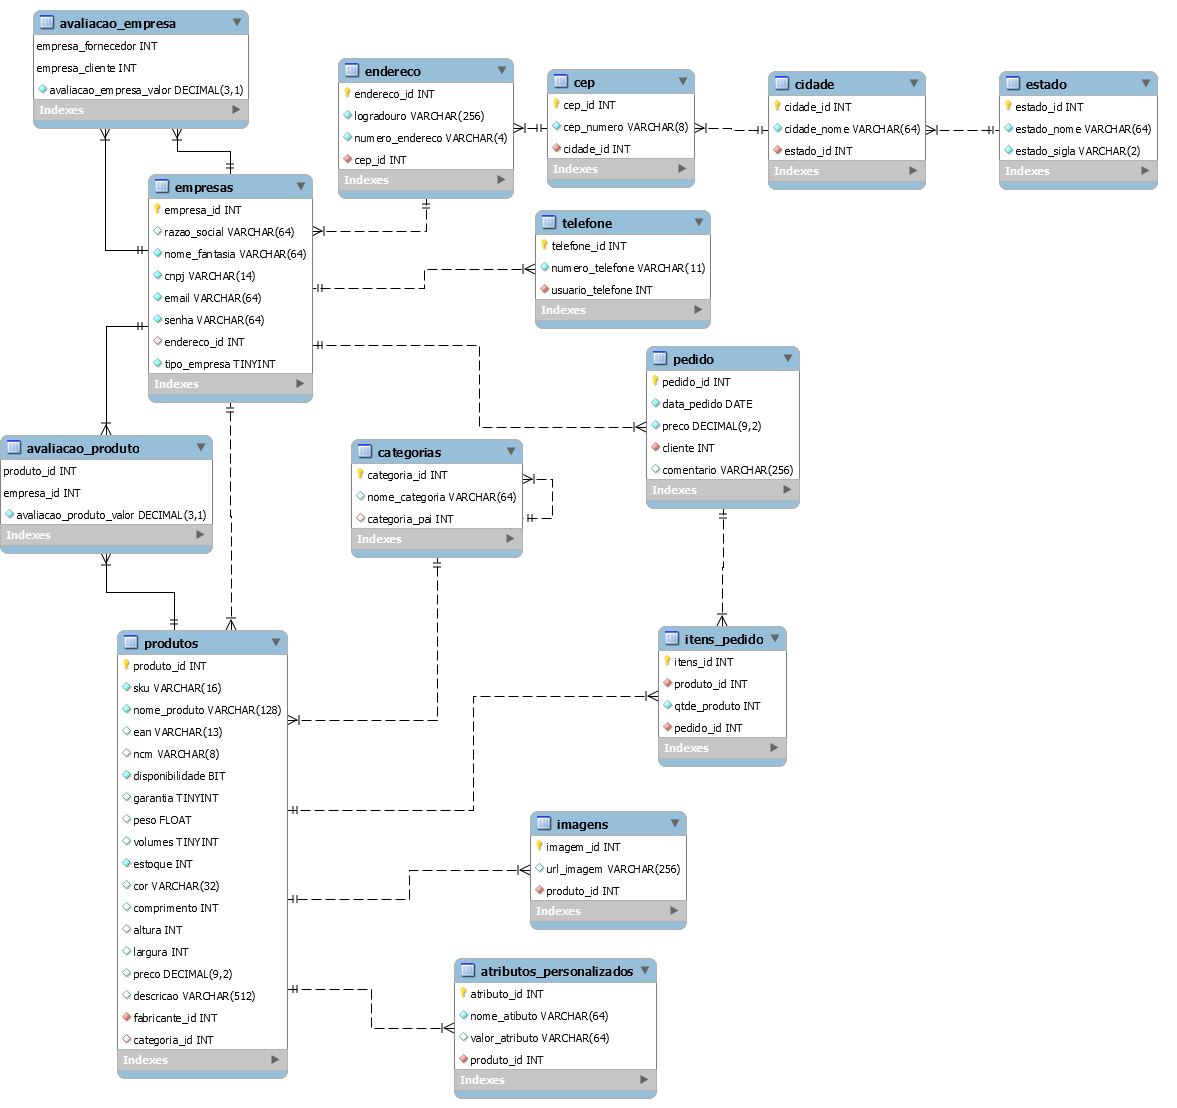 avaliacao_empresa
empresa_fornecedor INT
empresa_cliente INT
avaliacao_empresa_valor DECIMAL(3,1)
Indexes
endereco
endereco_id INT
logradouro VARCHAR(256)
numero_endereco VARCHAR(4)
cep_id INT
Indexes
cep
cep_id INT
cep_numero VARCHAR(8)
cidade_id INT
Indexes
cidade
cidade_id INT
cidade_nome VARCHAR(64)
estado_id INT
Indexes
estado
estado_id INT
estado_nome VARCHAR(64)
estado_sigla VARCHAR(2)
Indexes
empresas
empresa_id INT
razao_social VARCHAR(64)
nome_fantasia VARCHAR(64)
cnpj VARCHAR(14)
email VARCHAR(64)
senha VARCHAR(64)
endereco_id INT
tipo_empresa TINYINT
Indexes
telefone
telefone_id INT
numero_telefone VARCHAR(11)
usuario_telefone INT
Indexes
pedido
pedido_id INT
data_pedido DATE
preco DECIMAL(9,2)
cliente INT
comentario VARCHAR(256)
Indexes
avaliacao_produto
produto_id INT
empresa_id INT
avaliacao_produto_valor DECIMAL(3,1)
Indexes
categorias
categoria_id INT
nome_categoria VARCHAR(64)
categoria_pai INT
Indexes
produtos
produto_id INT
sku VARCHAR(16)
nome_produto VARCHAR(128)
ean VARCHAR(13)
ncm VARCHAR(8)
disponibilidade BIT
garantia TINYINT
peso FLOAT
volumes TINYINT
estoque INT
cor VARCHAR(32)
comprimento INT
altura INT
largura INT
preco DECIMAL(9,2)
descricao VARCHAR(512)
fabricante_id INT
categoria_id INT
Indexes
itens_pedido
itens_id INT
produto_id INT
qtde_produto INT
pedido_id INT
Indexes
imagens
imagem_id INT
url_imagem VARCHAR(256)
produto_id INT
Indexes
atributos_personalizados
atributo_id INT
nome_atibuto VARCHAR(64)
valor_atributo VARCHAR(64)
produto_id INT
Indexes